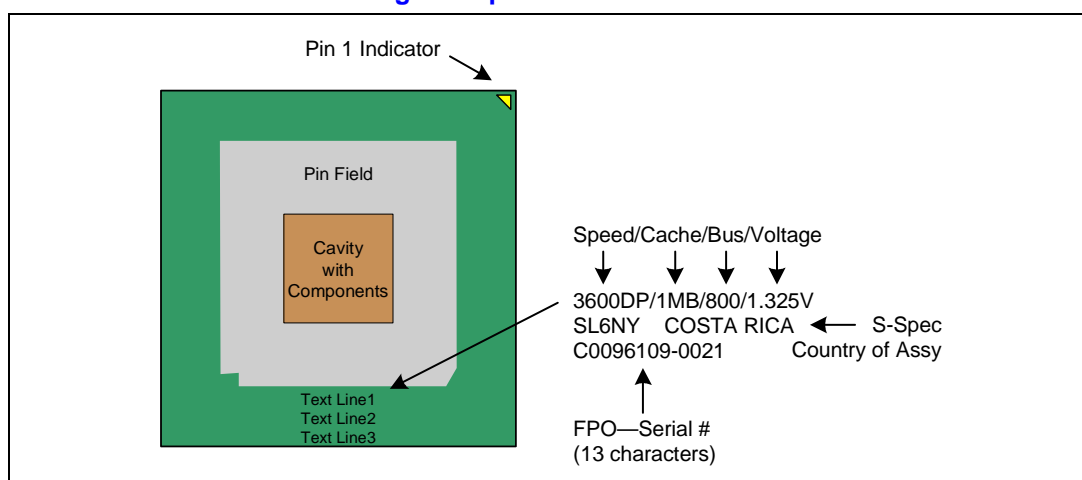 Pin 1 Indicator
Pin Field
Cavity
with
Components
Text Line1
Text Line2
Text Line3
Speed/Cache/Bus/Voltage
3600DP/1MB/800/1.325V
SL6NY COSTA RICA
S-Spec
C0096109-0021
Country of Assy
FPO—Serial #
(13 characters)